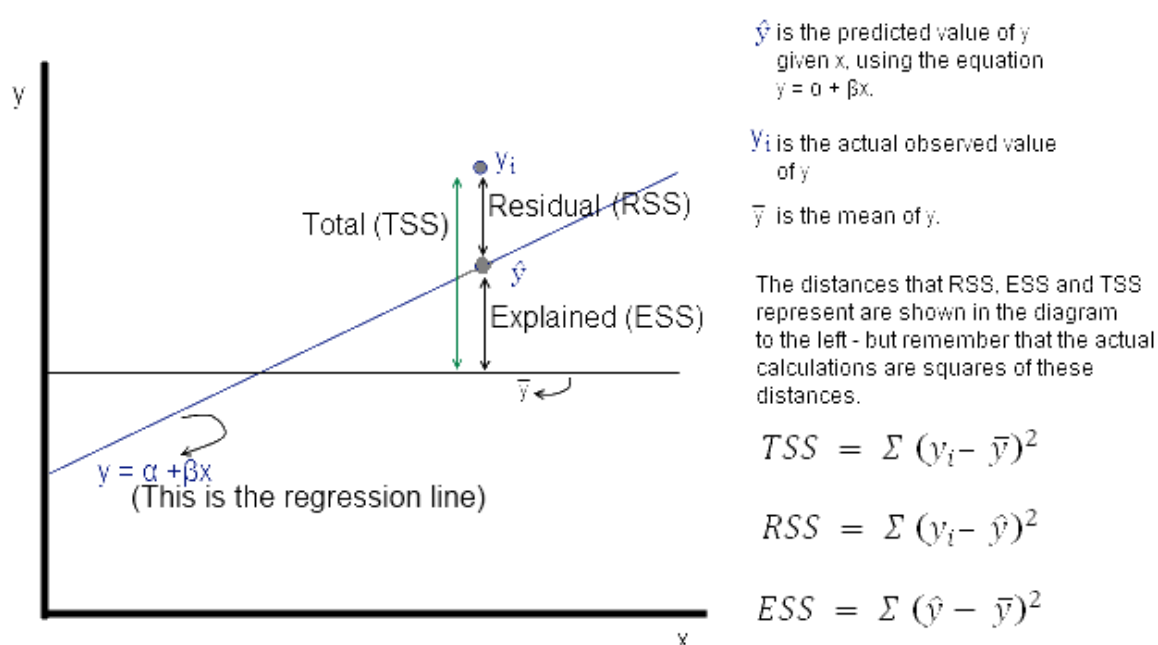 y
yᵢ
Residual (RSS)
Total (TSS)
ŷ
Explained (ESS)
y̅
y = α +βx
(This is the regression line)
x
ŷ is the predicted value of y
given x, using the equation
y = α + βx.
yᵢ is the actual observed value
of y
y̅ is the mean of y.
The distances that RSS, ESS and TSS
represent are shown in the diagram
to the left - but remember that the actual
calculations are squares of these
distances.
TSS = Σ (yᵢ – y̅)²
RSS = Σ (yᵢ – ŷ)²
ESS = Σ (ŷ – y̅)²